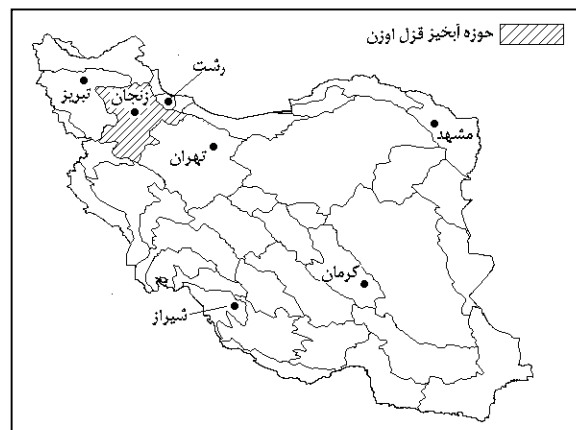 حوزه آبخیز قزل اوزن
رشت
تبریز
زنجان
مشهد
تهران
کرمان
شیراز